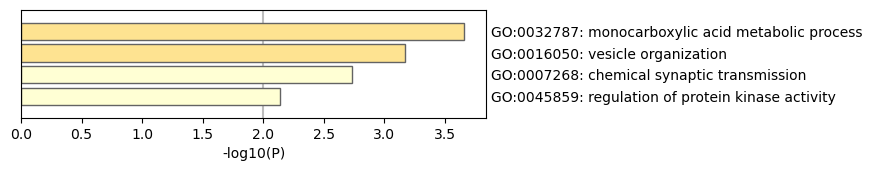 GO:0032787: monocarboxylic acid metabolic process
GO:0016050: vesicle organization
GO:0007268: chemical synaptic transmission
GO:0045859: regulation of protein kinase activity
0.0 0.5 1.0 1.5 2.0 2.5 3.0 3.5
-log10(P)